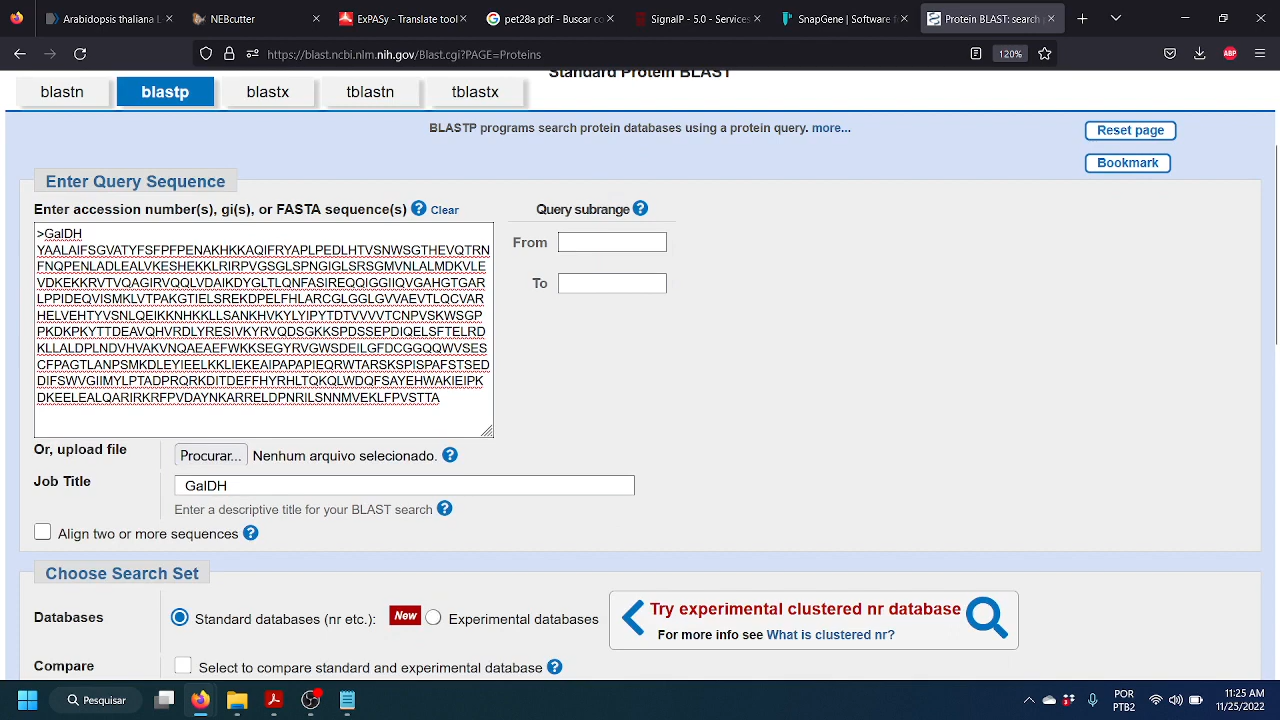 Arabidopsis thaliana L
NEBcutter
ExPASy - Translate tool
pet28a pdf - Buscar co
SignalP - 5.0 - Services
SnapGene | Software
Protein BLAST: search
https://blast.ncbi.nlm.nih.gov/Blast.cgi?PAGE=Proteins
120%
ABP
Standard Protein BLAST
blastn
blastp
blastx
tblastn
tblastx
BLASTP programs search protein databases using a protein query. more...
Reset page
Bookmark
Enter Query Sequence
Enter accession number(s), gi(s), or FASTA sequence(s) ? Clear
Query subrange ?
>GalDH
YAALAIFSGVATYFSFPFPENAKHKKAQIFRYAPLPEDLHTVSNWSGTHEVQTRN
FNQPENLADLEALVKESHEKKLRIRPVGSGLSPNGIGLSRSGMVNLALMDKVLE
VDKEKKRVTVQAGIRVQQLVDAIKDYGLTLQNFASIREQQIGGIIQVGAHGTGAR
LPPIDEQVISMKLVTPAKGTIELSREKDPELFHLARCGLGGLGVVAEVTLQCVAR
HELVEHTYVSNLQEIKKNHKKLLSANKHVKYLYIPYTDTVVVVTCNPVSKWSGP
PKDKPKYTTDEAVQHVRDLYRESIVKYRVQDSGKKSPDSSEPDIQELSFTELRD
KLLALDPLNDVHVAKVNQAEAEFWKKSEGYRVGWSDEILGFDCGGQQWVSES
CFPAGTLANPSMKDLEYIEELKKLIEKEAIPAPAPIEQRWTARSKSPISPAFSTSED
DIFSWVGIIMYLPTADPRQRKDITDEFFHYRHLTQKQLWDQFSAYEHWAKIEIPK
DKEELEALQARIRKRFPVDAYNKARRELDPNRILSNNMVEKLFPVSTTA
From
To
Or, upload file
Procurar... Nenhum arquivo selecionado. ?
Job Title
GalDH
Enter a descriptive title for your BLAST search ?
Align two or more sequences ?
Choose Search Set
Databases
Standard databases (nr etc.): New Experimental databases
Try experimental clustered nr database
For more info see What is clustered nr?
Compare
Select to compare standard and experimental database ?
Pesquisar
POR
PTB2
11:25 AM
11/25/2022